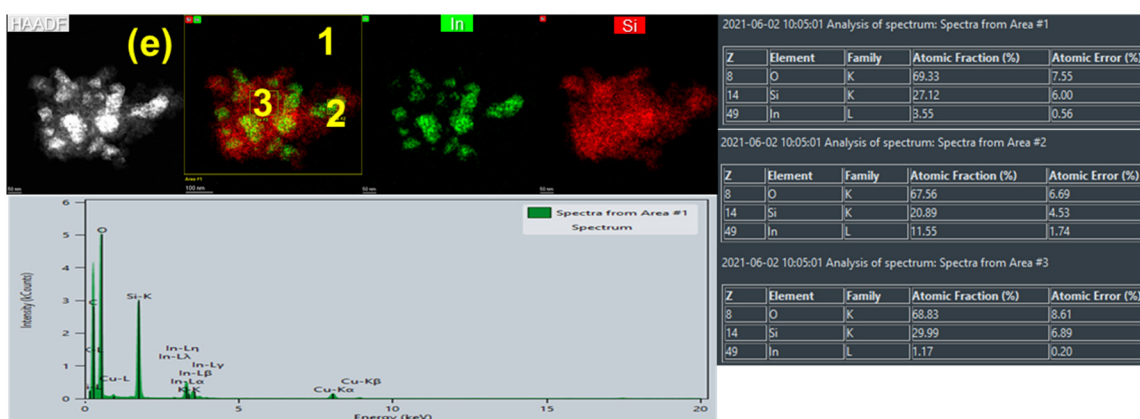 HAADF
(e)
1
2
3
In
Si
50 nm
Area #1
100 nm
50 nm
50 nm
2021-06-02 10:05:01 Analysis of spectrum: Spectra from Area #1
Z Element Family Atomic Fraction (%) Atomic Error (%)
8 O K 69.33 7.55
14 Si K 27.12 6.00
49 In L 3.55 0.56
2021-06-02 10:05:01 Analysis of spectrum: Spectra from Area #2
Z Element Family Atomic Fraction (%) Atomic Error (%)
8 O K 67.56 6.69
14 Si K 20.89 4.53
49 In L 11.55 1.74
2021-06-02 10:05:01 Analysis of spectrum: Spectra from Area #3
Z Element Family Atomic Fraction (%) Atomic Error (%)
8 O K 68.83 8.61
14 Si K 29.99 6.89
49 In L 1.17 0.20
Spectra from Area #1
Spectrum
Intensity (kCounts)
6
5
4
3
2
1
0
O
C
Si-K
In-Lη
In-Lλ
In-Lγ
In-Lβ
In-Lα
Cu-L
Cu-Kβ
Cu-Kα
0 5 10 15 20
Energy (keV)